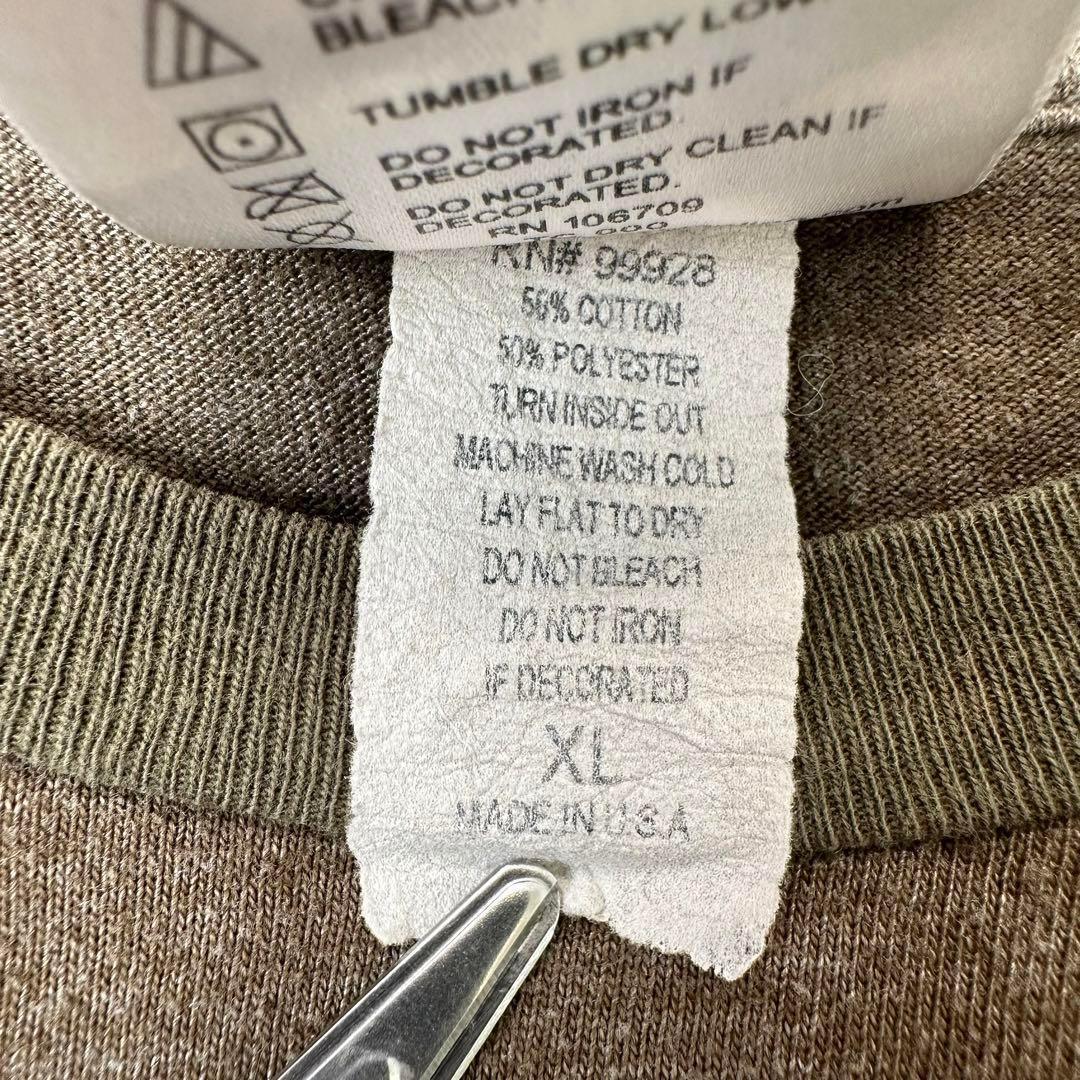 BLEACH
TUMBLE DRY LOW
DO NOT IRON IF
DECORATED.
DO NOT DRY CLEAN IF
DECORATED.
RN 106709
RN# 99928
50% COTTON
50% POLYESTER
TURN INSIDE OUT
MACHINE WASH COLD
LAY FLAT TO DRY
DO NOT BLEACH
DO NOT IRON
IF DECORATED
XL
MADE IN U.S.A